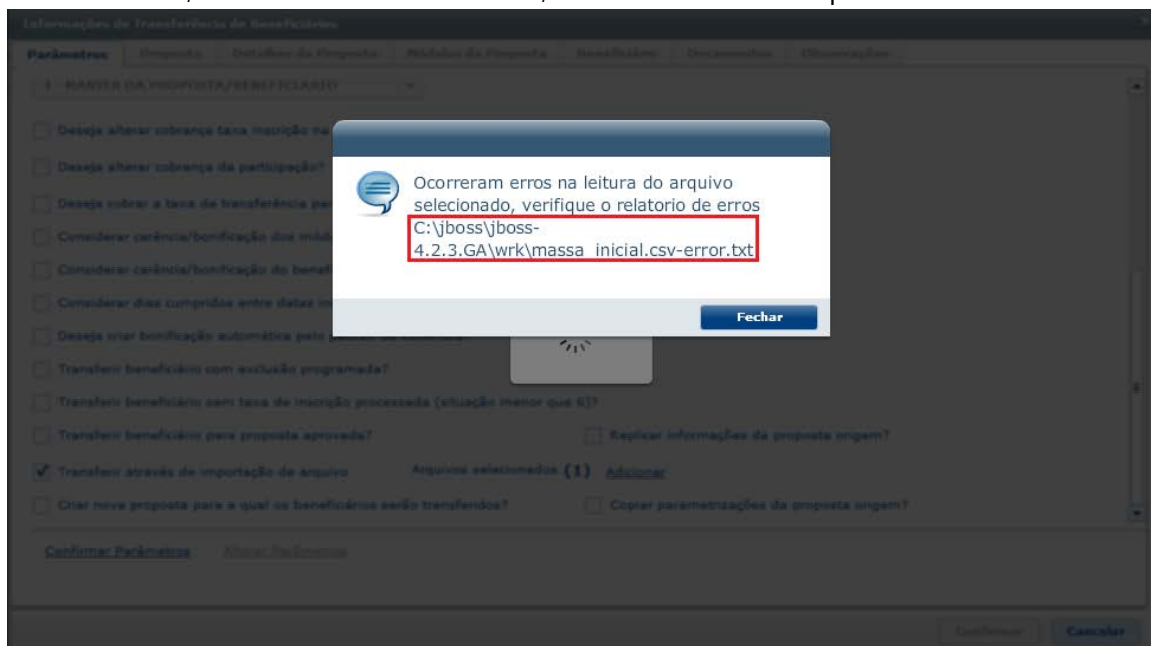 Informações de Transferência de Beneficiários
Parâmetros Proposta Detalhes da Proposta Módulos da Proposta Beneficiário Documentos Observações
1 - MANTER DA PROPOSTA/BENEFICIARIO
Deseja alterar cobrança taxa inscrição na
Deseja alterar cobrança da participação?
Deseja cobrar a taxa de transferência
Considerar carência/bonificação dos
Considerar carência/bonificação do
Considerar dias cumpridos entre datas
Deseja criar bonificação automática pelo
Transferir beneficiário com exclusão programada?
Transferir beneficiário sem taxa de inscrição processada (situação menor que 6)?
Transferir beneficiário para proposta aprovada? Replicar informações da proposta origem?
Transferir através de importação de arquivo Arquivos selecionados (1) Adicionar
Criar nova proposta para a qual os beneficiários serão transferidos? Copiar parametrizações da proposta origem?
Confirmar Parâmetros Alterar Parâmetros
Ocorreram erros na leitura do arquivo
selecionado, verifique o relatorio de erros
C:\jboss\jboss-
4.2.3.GA\wrk\massa_inicial.csv-error.txt
Fechar
Confirmar Cancelar